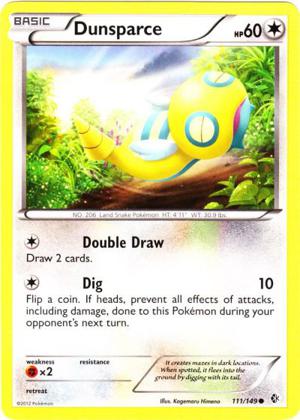 BASIC
Dunsparce
HP60
NO. 206 Land Snake Pokémon HT: 4'11" WT: 30.9 lbs.
Double Draw
Draw 2 cards.
Dig 10
Flip a coin. If heads, prevent all effects of attacks,
including damage, done to this Pokémon during your
opponent's next turn.
weakness
resistance
×2
retreat
It creates mazes in dark locations.
When spotted, it flees into the
ground by digging with its tail.
Illus. Kagemaru Himeno
111/149
©2012 Pokémon